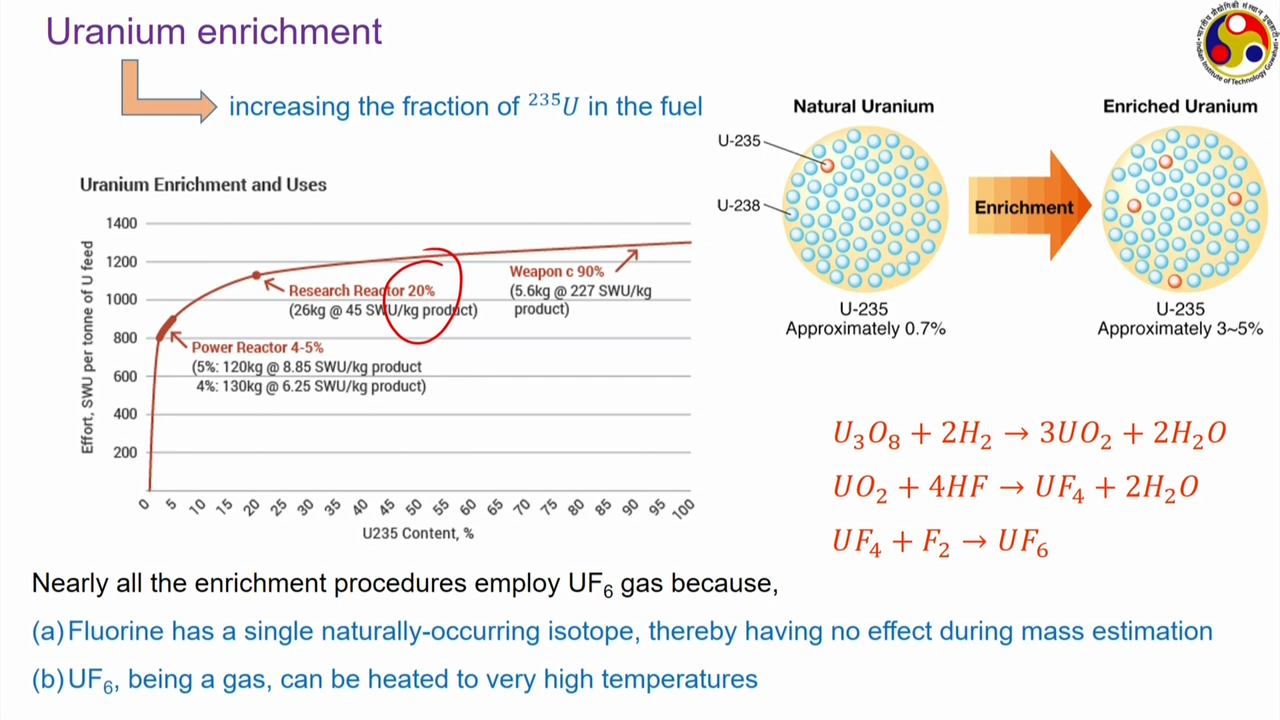 Uranium enrichment
increasing the fraction of ²³⁵U in the fuel
Uranium Enrichment and Uses
Effort, SWU per tonne of U feed
1400
1200
1000
800
600
400
200
Research Reactor 20%
(26kg @ 45 SWU/kg product)
Weapon c 90%
(5.6kg @ 227 SWU/kg
product)
Power Reactor 4-5%
(5%: 120kg @ 8.85 SWU/kg product
4%: 130kg @ 6.25 SWU/kg product)
0 5 10 15 20 25 30 35 40 45 50 55 60 65 70 75 80 85 90 95 100
U235 Content, %
Natural Uranium
U-235
U-238
U-235
Approximately 0.7%
Enrichment
Enriched Uranium
U-235
Approximately 3~5%
U₃O₈ + 2H₂ → 3UO₂ + 2H₂O
UO₂ + 4HF → UF₄ + 2H₂O
UF₄ + F₂ → UF₆
Nearly all the enrichment procedures employ UF₆ gas because,
(a) Fluorine has a single naturally-occurring isotope, thereby having no effect during mass estimation
(b) UF₆, being a gas, can be heated to very high temperatures
Indian Institute of Technology Guwahati